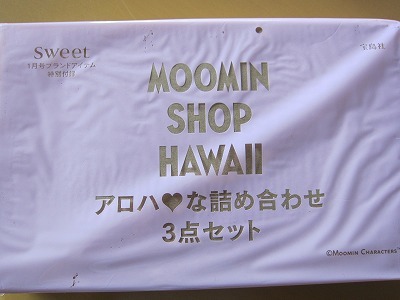 sweet
1月号ブランドアイテム
特別付録
宝島社
MOOMIN
SHOP
HAWAII
アロハ♥な詰め合わせ
3点セット
©MOOMIN CHARACTERS™